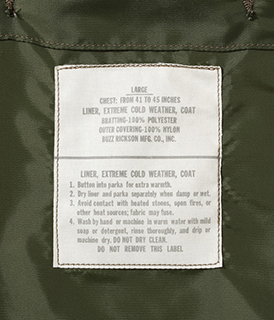 LARGE
CHEST: FROM 41 TO 45 INCHES
LINER, EXTREME COLD WEATHER, COAT
BBATTING-100% POLYESTER
OUTER COVERING-100% NYLON
BUZZ RICKSON MFG. CO., INC.
LINER, EXTREME COLD WEATHER, COAT
1. Button into parka for extra warmth.
2. Dry liner and parka separately when damp or wet.
3. Avoid contact with heated stoves, open fires, or
other heat sources; fabric may fuse.
4. Wash by hand or machine in warm water with mild
soap or detergent, rinse thoroughly, and drip or
machine dry. DO NOT DRY CLEAN.
DO NOT REMOVE THIS LABEL